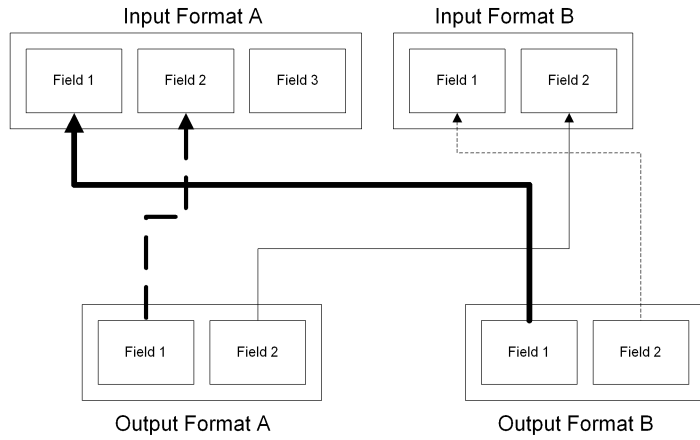 Input Format A
Input Format B
Field 1
Field 2
Field 3
Field 1
Field 2
Field 1
Field 2
Field 1
Field 2
Output Format A
Output Format B